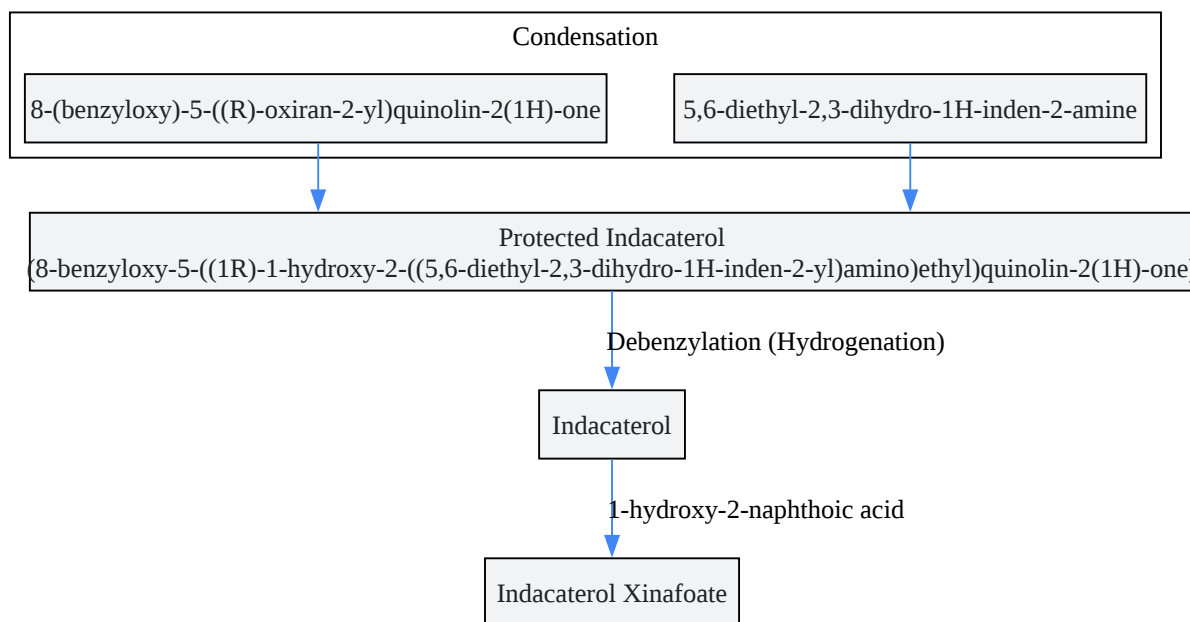 Condensation
8-(benzyloxy)-5-((R)-oxiran-2-yl)quinolin-2(1H)-one
5,6-diethyl-2,3-dihydro-1H-inden-2-amine
Protected Indacaterol
(8-benzyloxy-5-((1R)-1-hydroxy-2-((5,6-diethyl-2,3-dihydro-1H-inden-2-yl)amino)ethyl)quinolin-2(1H)-one)
Debenzylation (Hydrogenation)
Indacaterol
1-hydroxy-2-naphthoic acid
Indacaterol Xinafoate